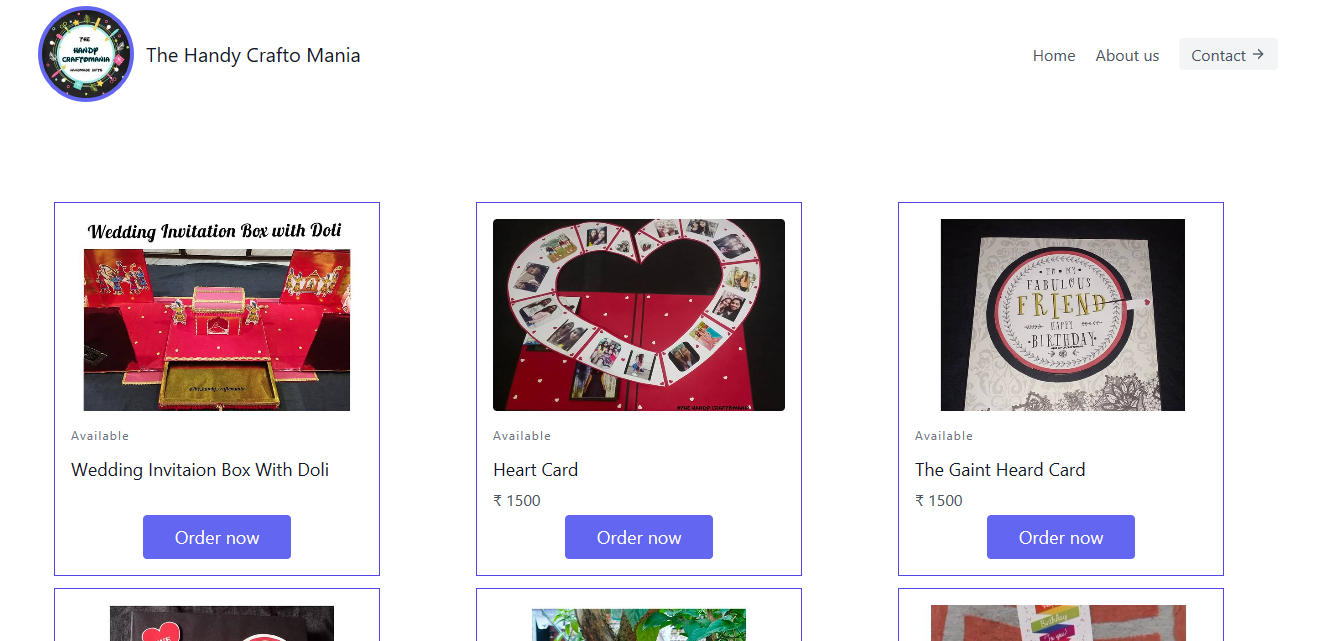 THE
HANDY
CRAFTOMANIA
HANDMADE GIFTS
The Handy Crafto Mania
Home
About us
Contact →
Wedding Invitation Box with Doli
TO MY
FABULOUS
FRIEND
HAPPY
BIRTHDAY
Available
Available
Available
Wedding Invitaion Box With Doli
Heart Card
The Gaint Heard Card
₹ 1500
₹ 1500
Order now
Order now
Order now
Birthday